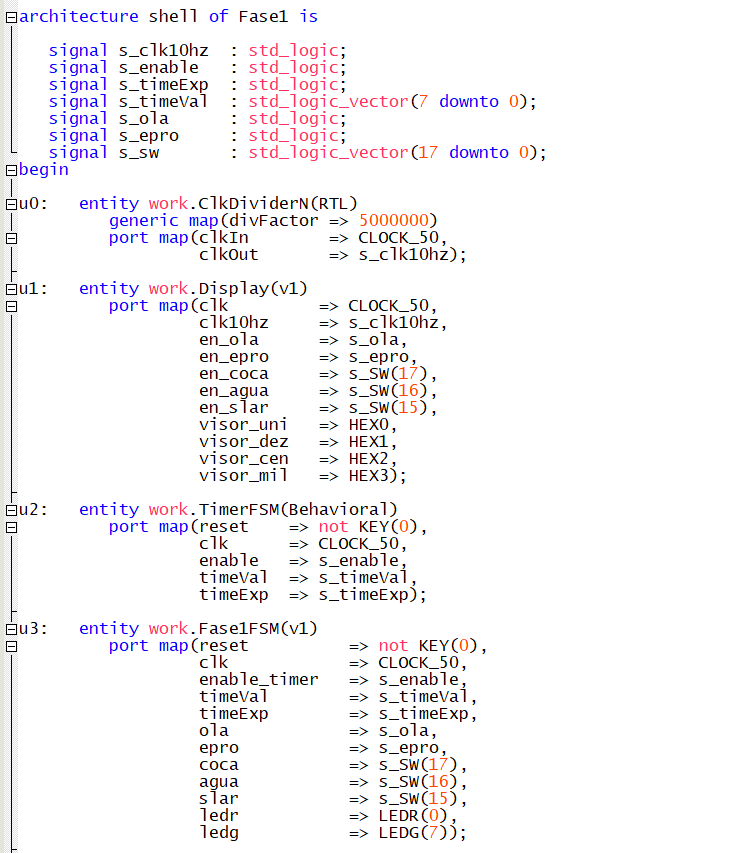 architecture shell of Fase1 is
signal s_clk10hz : std_logic;
signal s_enable : std_logic;
signal s_timeExp : std_logic;
signal s_timeVal : std_logic_vector(7 downto 0);
signal s_ola : std_logic;
signal s_epro : std_logic;
signal s_sw : std_logic_vector(17 downto 0);
begin
u0: entity work.ClkDividerN(RTL)
generic map(divFactor => 5000000)
port map(clkIn => CLOCK_50,
clkOut => s_clk10hz);
u1: entity work.Display(v1)
port map(clk => CLOCK_50,
clk10hz => s_clk10hz,
en_ola => s_ola,
en_epro => s_epro,
en_coca => s_SW(17),
en_agua => s_SW(16),
en_slar => s_SW(15),
visor_uni => HEX0,
visor_dez => HEX1,
visor_cen => HEX2,
visor_mil => HEX3);
u2: entity work.TimerFSM(Behavioral)
port map(reset => not KEY(0),
clk => CLOCK_50,
enable => s_enable,
timeVal => s_timeVal,
timeExp => s_timeExp);
u3: entity work.Fase1FSM(v1)
port map(reset => not KEY(0),
clk => CLOCK_50,
enable_timer => s_enable,
timeVal => s_timeVal,
timeExp => s_timeExp,
ola => s_ola,
epro => s_epro,
coca => s_SW(17),
agua => s_SW(16),
slar => s_SW(15),
ledr => LEDR(0),
ledg => LEDG(7));